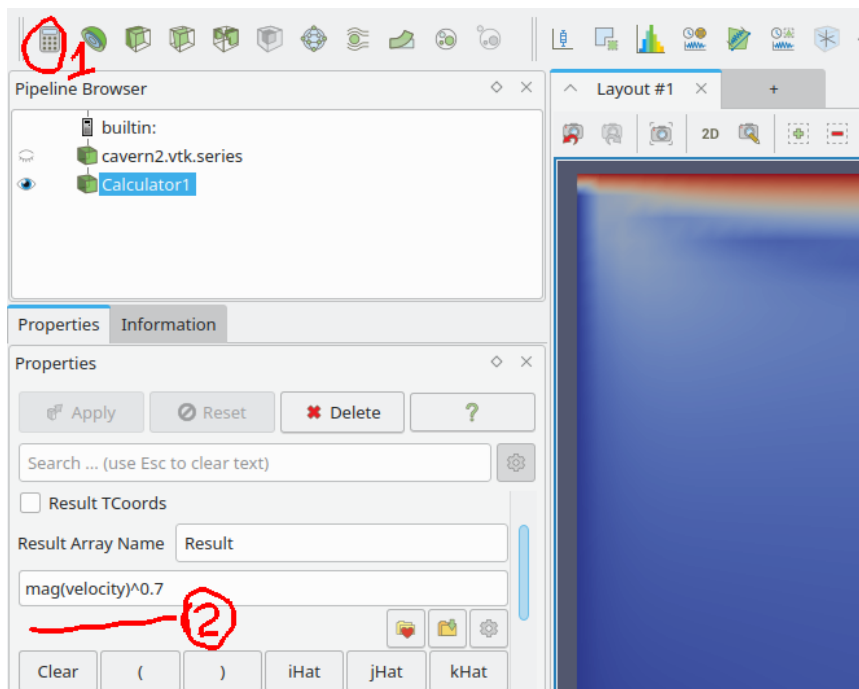 1
Pipeline Browser
Layout #1
+
builtin:
cavern2.vtk.series
2D
Calculator1
Properties
Information
Properties
Apply
Reset
Delete
?
Search ... (use Esc to clear text)
Result TCoords
Result Array Name
Result
mag(velocity)^0.7
2
Clear
(
)
iHat
jHat
kHat